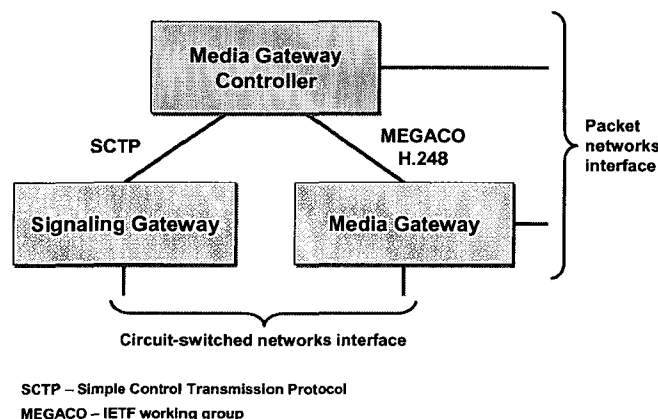 Media Gateway
Controller
SCTP
MEGACO
H.248
Packet
networks
interface
Signaling Gateway
Media Gateway
Circuit-switched networks interface
SCTP – Simple Control Transmission Protocol
MEGACO – IETF working group